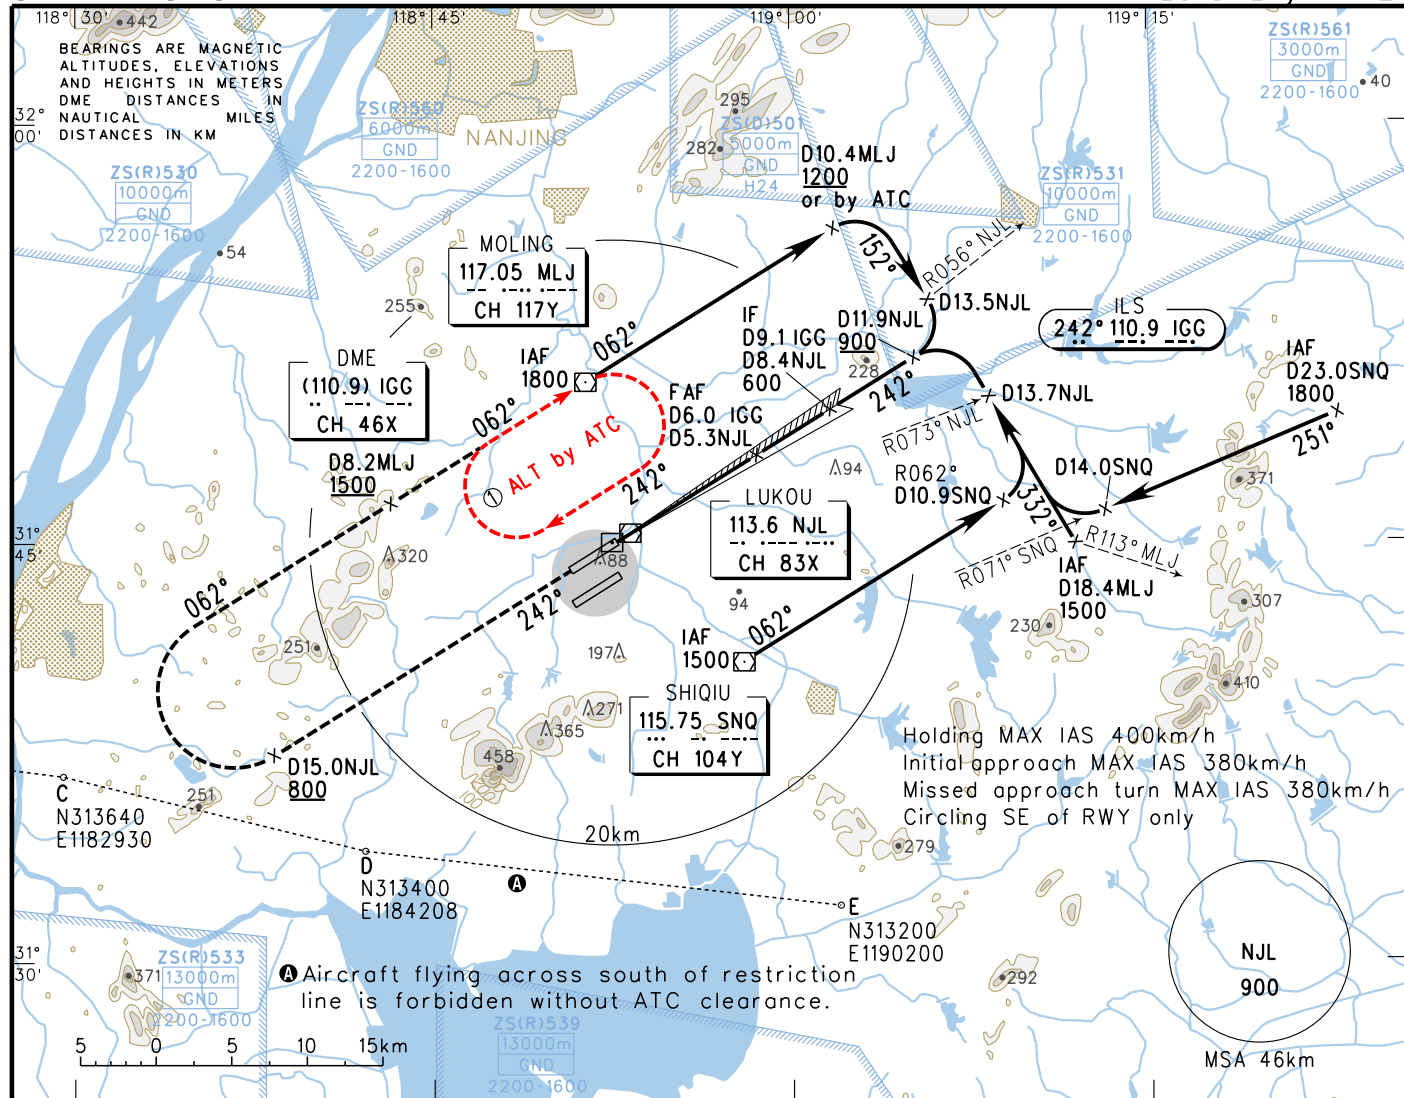 118° 30'
118° 45'
119° 00'
119° 15'
442
BEARINGS ARE MAGNETIC
ALTITUDES, ELEVATIONS
AND HEIGHTS IN METERS
DME DISTANCES IN
NAUTICAL MILES
DISTANCES IN KM
32°
00'
ZS(R)560
6000m
GND
2200-1600
NANJING
295
282
ZS(D)501
5000m
GND
H24
ZS(R)561
3000m
GND
2200-1600
40
ZS(R)530
10000m
GND
2200-1600
54
ZS(R)531
10000m
GND
2200-1600
D10.4MLJ
1200
or by ATC
152°
R056° NJL
D13.5NJL
MOLING
117.05 MLJ
CH 117Y
255
DME
(110.9) IGG
CH 46X
IAF
1800
062°
062°
IF
D9.1 IGG
D8.4NJL
600
D11.9NJL
900
228
242°
ILS
242° 110.9 IGG
IAF
D23.0SNQ
1800
251°
FAF
D6.0 IGG
D5.3NJL
D13.7NJL
R073° NJL
D8.2MLJ
1500
ALT by ATC
1
242°
94
R062°
D10.9SNQ
332°
D14.0SNQ
371
LUKOU
113.6 NJL
CH 83X
31°
45'
320
88
R071° SNQ
R113° MLJ
IAF
D18.4MLJ
1500
062°
242°
94
062°
307
230
251
197
IAF
1500
410
SHIQIU
115.75 SNQ
CH 104Y
271
365
458
100
D15.0NJL
800
251
Holding MAX IAS 400km/h
Initial approach MAX IAS 380km/h
Missed approach turn MAX IAS 380km/h
Circling SE of RWY only
C
N313640
E1182930
20km
279
D
N313400
E1184208
A
E
N313200
E1190200
31°
30'
ZS(R)533
13000m
GND
2200-1600
371
A Aircraft flying across south of restriction
line is forbidden without ATC clearance.
292
NJL
900
MSA 46km
ZS(R)539
13000m
GND
2200-1600
5 0 5 10 15km